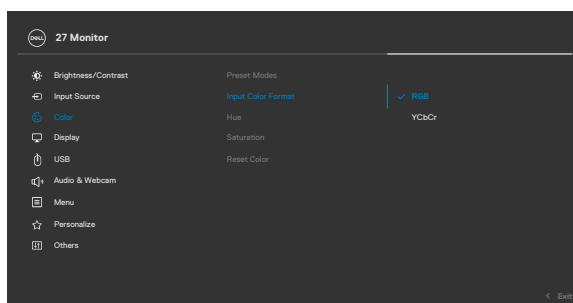 DELL 27 Monitor
Brightness/Contrast Preset Modes
Input Source Input Color Format RGB
Color Hue YCbCr
Display Saturation
USB Reset Color
Audio & Webcam
Menu
Personalize
Others
Exit